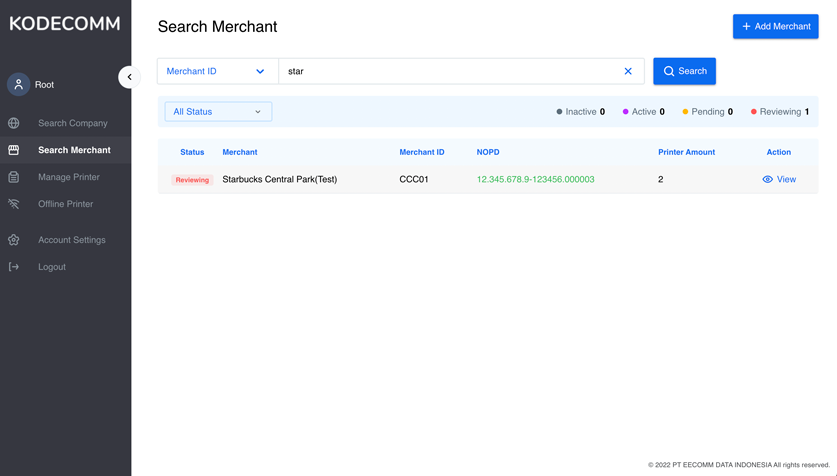 KODECOMM
Root
Search Company
Search Merchant
Manage Printer
Offline Printer
Account Settings
Logout
Search Merchant
+ Add Merchant
Merchant ID
star
Search
All Status
Inactive 0
Active 0
Pending 0
Reviewing 1
Status Merchant Merchant ID NOPD Printer Amount Action
Reviewing Starbucks Central Park(Test) CCC01 12.345.678.9-123456.000003 2 View
© 2022 PT EECOMM DATA INDONESIA All rights reserved.